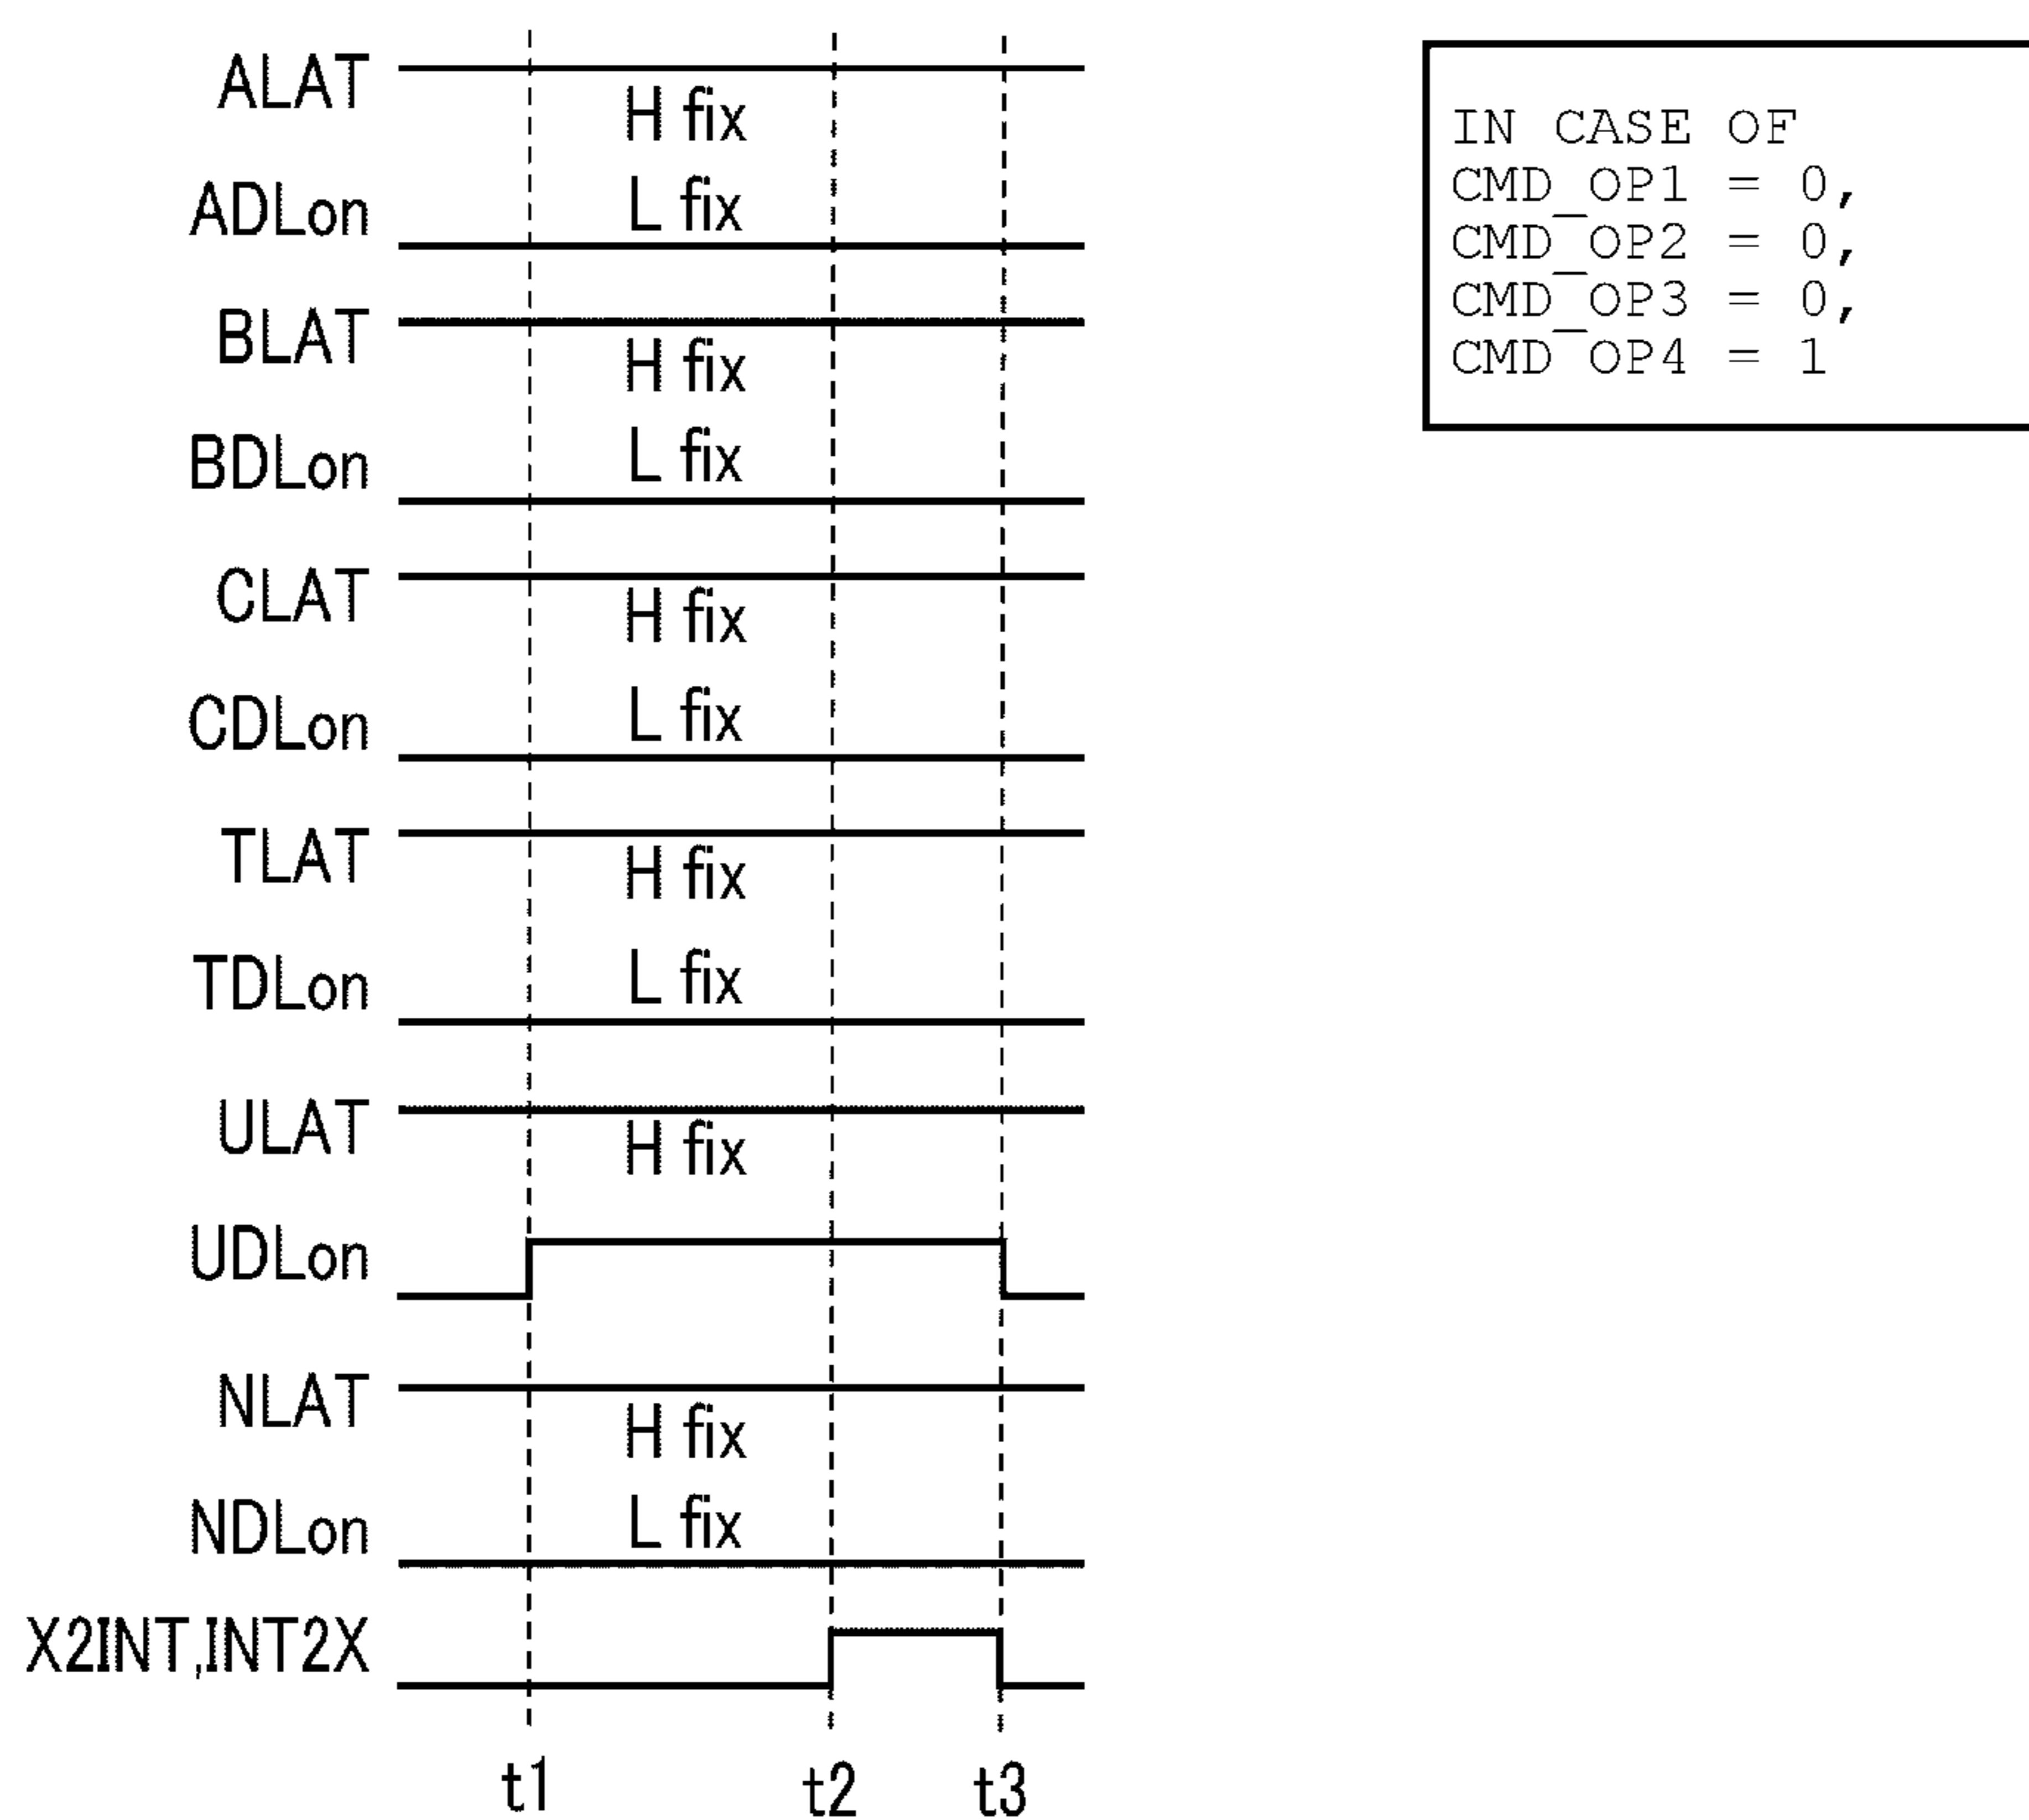 ALAT
H fix
ADLon
L fix
BLAT
H fix
BDLon
L fix
CLAT
H fix
CDLon
L fix
TLAT
H fix
TDLon
L fix
ULAT
H fix
UDLon
NLAT
H fix
NDLon
L fix
X2INT,INT2X
t1 t2 t3
IN CASE OF
CMD_OP1 = 0,
CMD_OP2 = 0,
CMD_OP3 = 0,
CMD_OP4 = 1